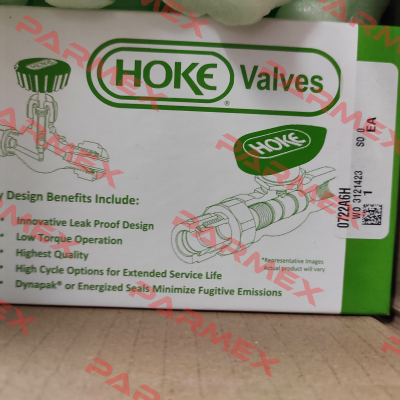 HOKE® Valves
HOKE
y Design Benefits Include:
Innovative Leak Proof Design
• Low Torque Operation
• Highest Quality
• High Cycle Options for Extended Service Life
• Dynapak® or Energized Seals Minimize Fugitive Emissions
*Representative Images
Actual product will vary
0722A6H
WO 3121423
1
SO 0
EA
PARMEX
PARMEX
PARMEX
PARMEX
PARMEX
PARMEX